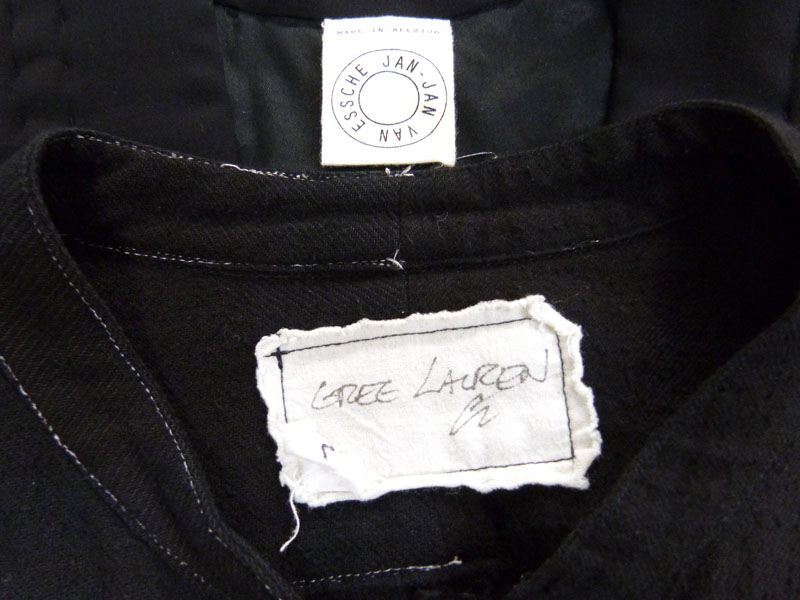 MADE IN BELGIUM
JAN-JAN VAN ESSCHE
GREG LAUREN